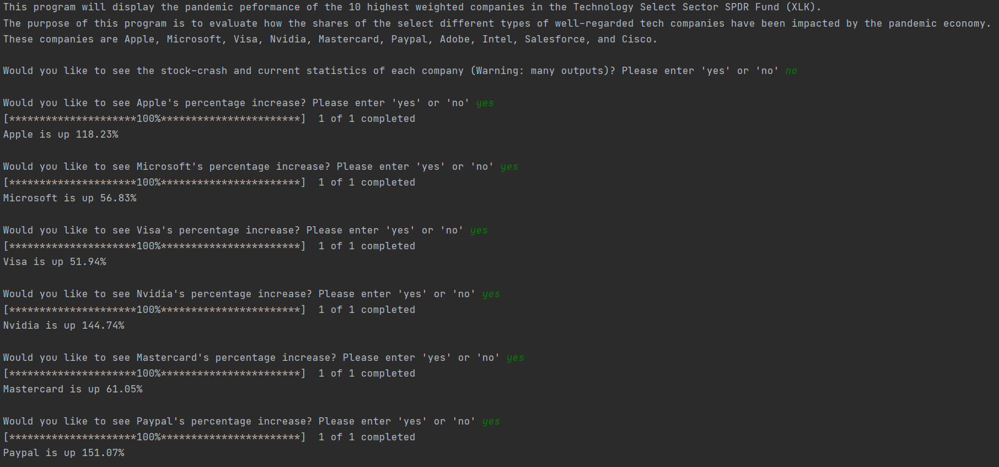 This program will display the pandemic peformance of the 10 highest weighted companies in the Technology Select Sector SPDR Fund (XLK).
The purpose of this program is to evaluate how the shares of the select different types of well-regarded tech companies have been impacted by the pandemic economy.
These companies are Apple, Microsoft, Visa, Nvidia, Mastercard, Paypal, Adobe, Intel, Salesforce, and Cisco.
Would you like to see the stock-crash and current statistics of each company (Warning: many outputs)? Please enter 'yes' or 'no' no
Would you like to see Apple's percentage increase? Please enter 'yes' or 'no' yes
[*********************100%***********************]  1 of 1 completed
Apple is up 118.23%
Would you like to see Microsoft's percentage increase? Please enter 'yes' or 'no' yes
[*********************100%***********************]  1 of 1 completed
Microsoft is up 56.83%
Would you like to see Visa's percentage increase? Please enter 'yes' or 'no' yes
[*********************100%***********************]  1 of 1 completed
Visa is up 51.94%
Would you like to see Nvidia's percentage increase? Please enter 'yes' or 'no' yes
[*********************100%***********************]  1 of 1 completed
Nvidia is up 144.74%
Would you like to see Mastercard's percentage increase? Please enter 'yes' or 'no' yes
[*********************100%***********************]  1 of 1 completed
Mastercard is up 61.05%
Would you like to see Paypal's percentage increase? Please enter 'yes' or 'no' yes
[*********************100%***********************]  1 of 1 completed
Paypal is up 151.07%